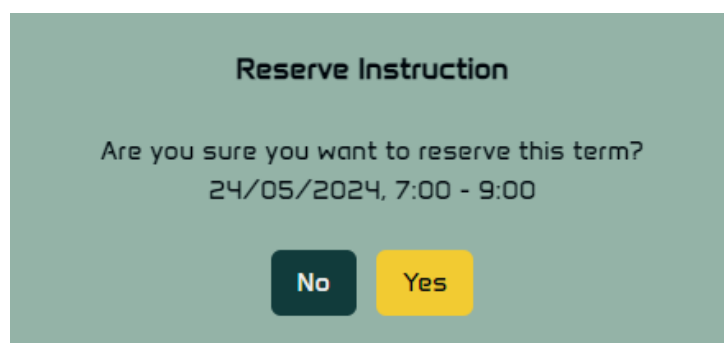 Reserve Instruction
Are you sure you want to reserve this term?
24/05/2024, 7:00 - 9:00
No Yes